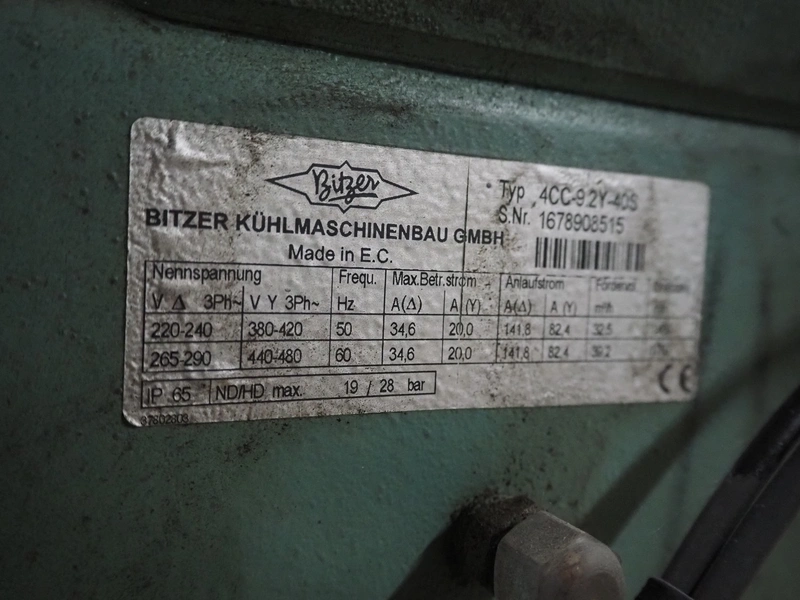 Bitzer
BITZER KÜHLMASCHINENBAU GMBH
Made in E.C.
Typ 4CC-9.2Y-40S
S.Nr. 1678908515
Nennspannung Frequ. Max.Betr.strom Anlaufstrom Fördervol.
V Δ 3Ph~ V Y 3Ph~ Hz A(Δ) A (Y) A(Δ) A (Y) m³/h
220-240 380-420 50 34,6 20,0 141,8 82,4 32.5
265-290 440-480 60 34,6 20,0 141,8 82,4 39.2
IP 65 ND/HD max. 19 / 28 bar
CE
37602603